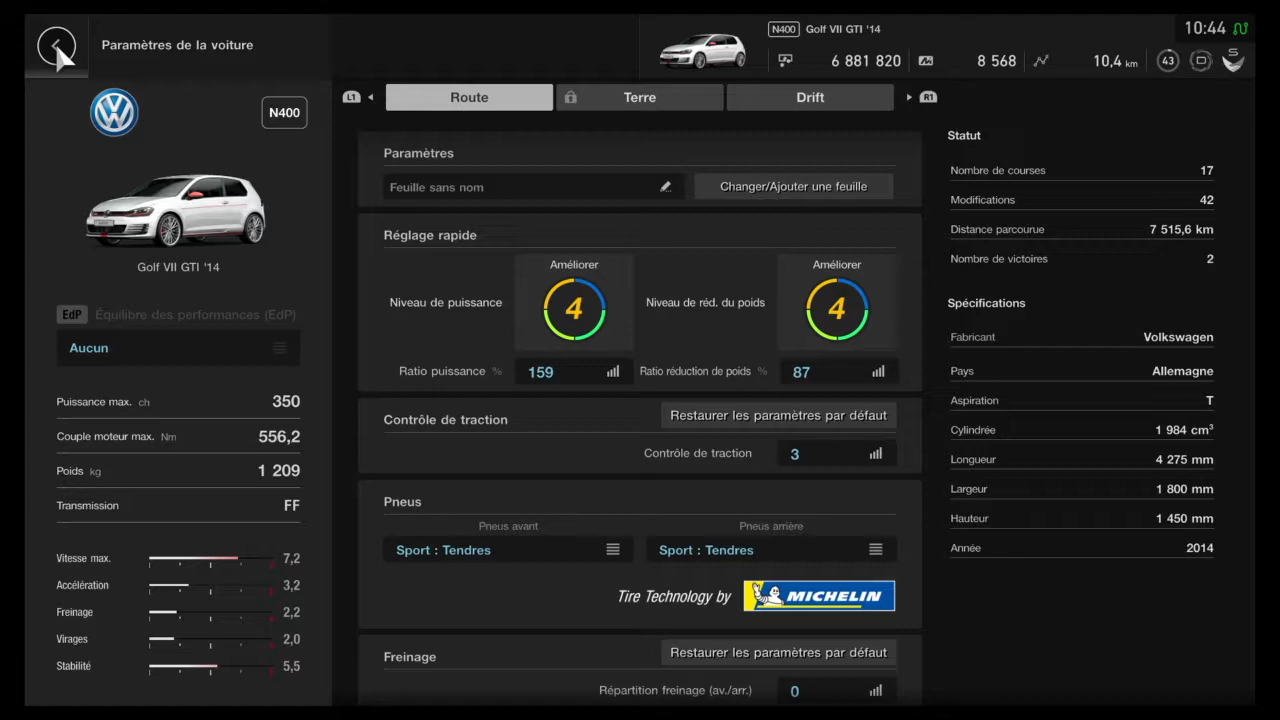 Paramètres de la voiture
N400 Golf VII GTI '14
6 881 820 8 568 10,4 km 43 S
10:44
N400
Golf VII GTI '14
EdP Équilibre des performances (EdP)
Aucun
Puissance max. ch 350
Couple moteur max. Nm 556,2
Poids kg 1 209
Transmission FF
Vitesse max. 7,2
Accélération 3,2
Freinage 2,2
Virages 2,0
Stabilité 5,5
L1 Route Terre Drift R1
Paramètres
Feuille sans nom Changer/Ajouter une feuille
Réglage rapide
Améliorer Améliorer
Niveau de puissance 4 Niveau de réd. du poids 4
Ratio puissance % 159 Ratio réduction de poids % 87
Contrôle de traction Restaurer les paramètres par défaut
Contrôle de traction 3
Pneus
Pneus avant Pneus arrière
Sport : Tendres Sport : Tendres
Tire Technology by MICHELIN
Freinage Restaurer les paramètres par défaut
Répartition freinage (av./arr.) 0
Statut
Nombre de courses 17
Modifications 42
Distance parcourue 7 515,6 km
Nombre de victoires 2
Spécifications
Fabricant Volkswagen
Pays Allemagne
Aspiration T
Cylindrée 1 984 cm³
Longueur 4 275 mm
Largeur 1 800 mm
Hauteur 1 450 mm
Année 2014